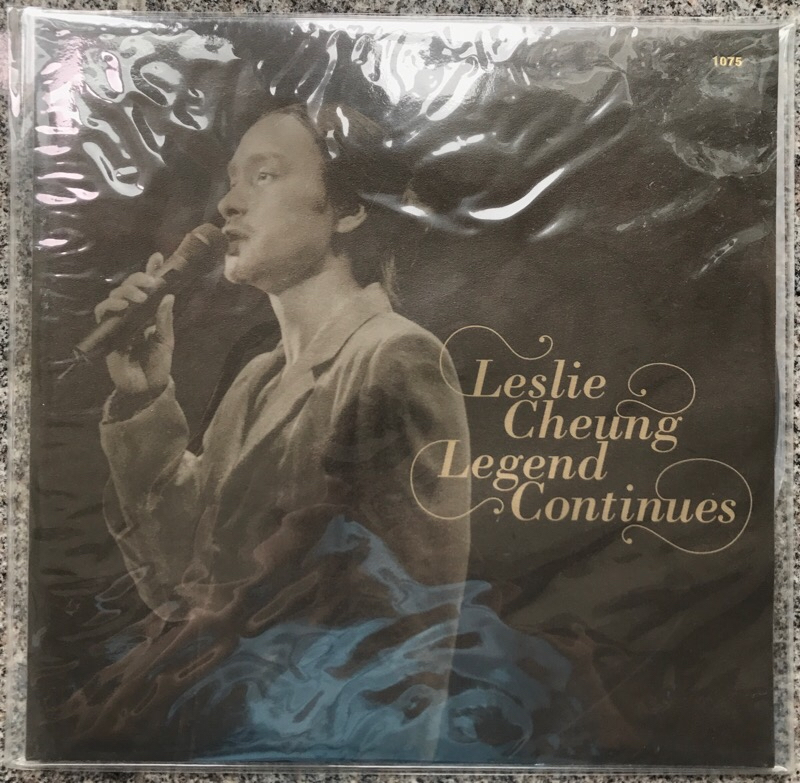 1075
Leslie
Cheung
Legend
Continues